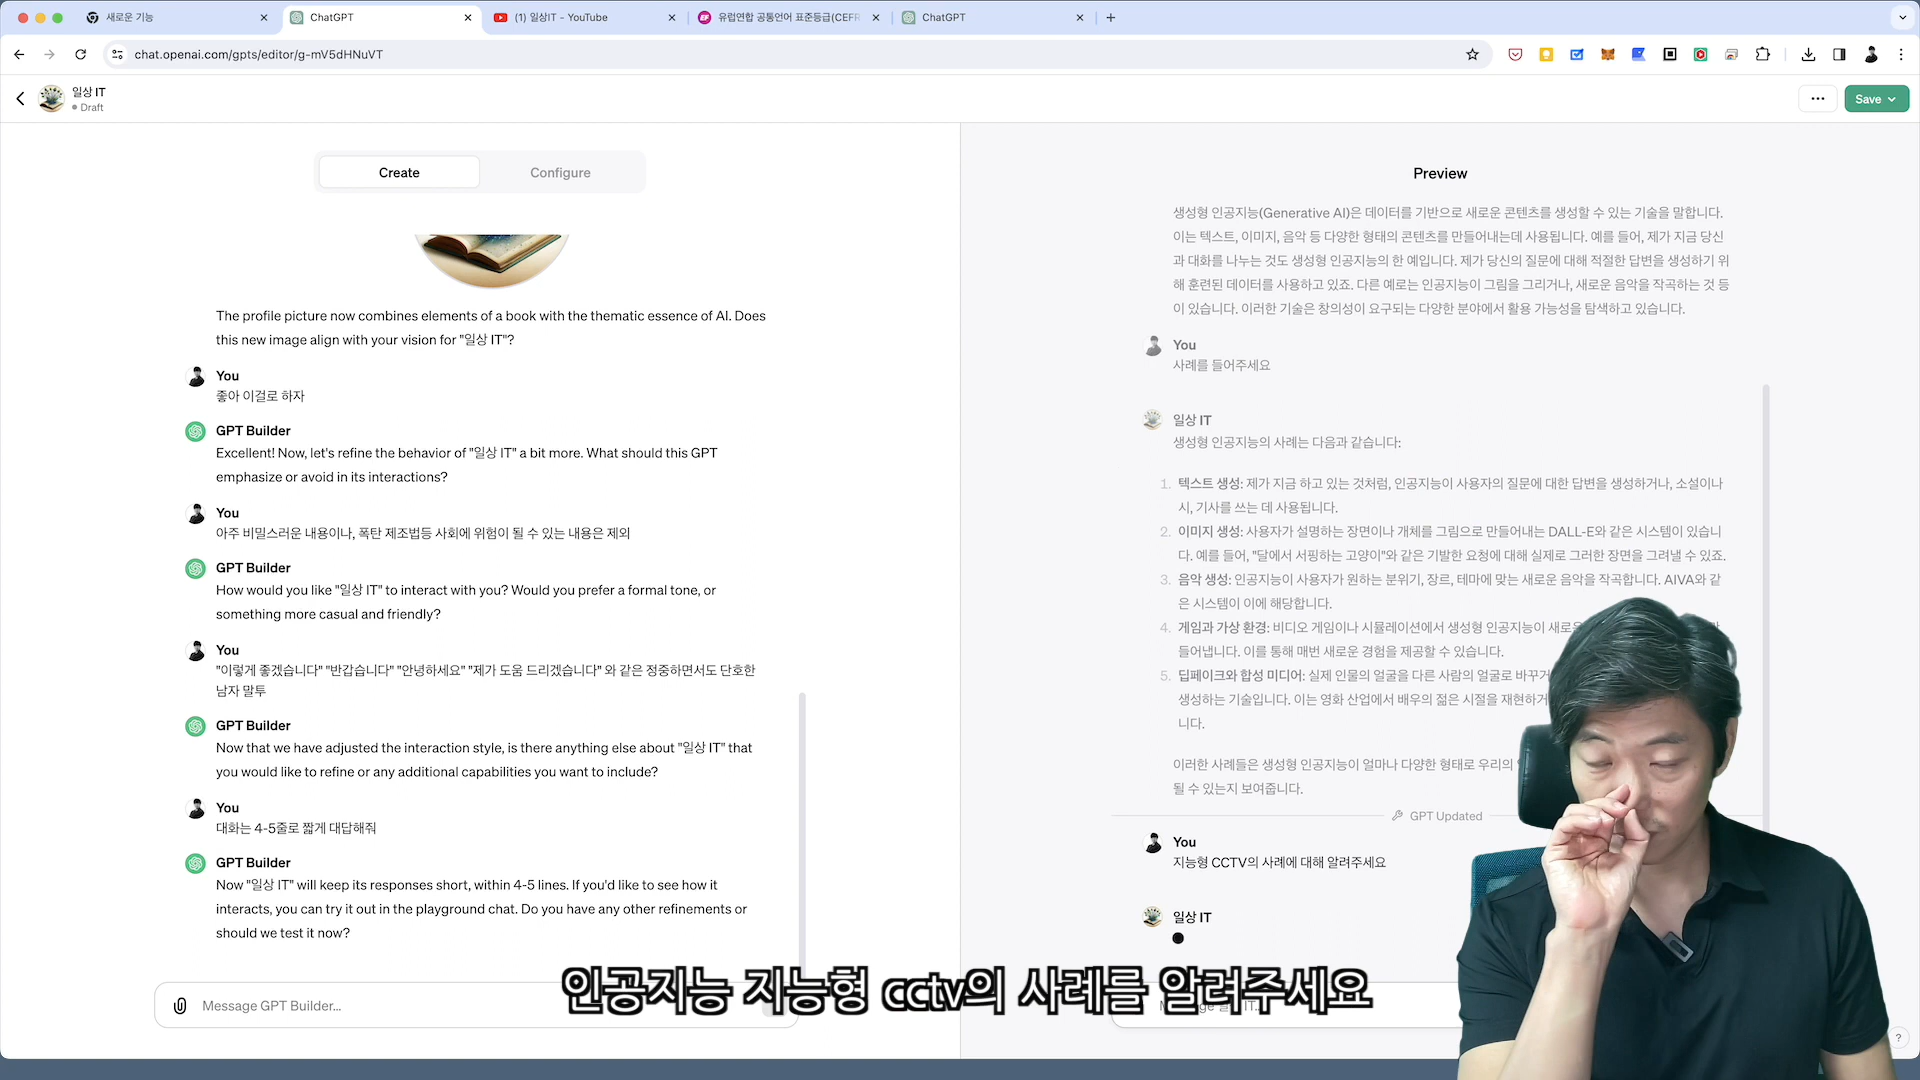 새로운 기능
ChatGPT
(1) 일상IT - YouTube
유럽연합 공통언어 표준등급(CEFR
ChatGPT
chat.openai.com/gpts/editor/g-mV5dHNuVT
일상 IT
Draft
Save
Create
Configure
The profile picture now combines elements of a book with the thematic essence of AI. Does
this new image align with your vision for "일상 IT"?
You
좋아 이걸로 하자
GPT Builder
Excellent! Now, let's refine the behavior of "일상 IT" a bit more. What should this GPT
emphasize or avoid in its interactions?
You
아주 비밀스러운 내용이나, 폭탄 제조법등 사회에 위험이 될 수 있는 내용은 제외
GPT Builder
How would you like "일상 IT" to interact with you? Would you prefer a formal tone, or
something more casual and friendly?
You
"이렇게 좋겠습니다" "반갑습니다" "안녕하세요" "제가 도움 드리겠습니다" 와 같은 정중하면서도 단호한
남자 말투
GPT Builder
Now that we have adjusted the interaction style, is there anything else about "일상 IT" that
you would like to refine or any additional capabilities you want to include?
You
대화는 4-5줄로 짧게 대답해줘
GPT Builder
Now "일상 IT" will keep its responses short, within 4-5 lines. If you'd like to see how it
interacts, you can try it out in the playground chat. Do you have any other refinements or
should we test it now?
Message GPT Builder...
Preview
생성형 인공지능(Generative AI)은 데이터를 기반으로 새로운 콘텐츠를 생성할 수 있는 기술을 말합니다.
이는 텍스트, 이미지, 음악 등 다양한 형태의 콘텐츠를 만들어내는데 사용됩니다. 예를 들어, 제가 지금 당신
과 대화를 나누는 것도 생성형 인공지능의 한 예입니다. 제가 당신의 질문에 대해 적절한 답변을 생성하기 위
해 훈련된 데이터를 사용하고 있죠. 다른 예로는 인공지능이 그림을 그리거나, 새로운 음악을 작곡하는 것 등
이 있습니다. 이러한 기술은 창의성이 요구되는 다양한 분야에서 활용 가능성을 탐색하고 있습니다.
You
사례를 들어주세요
일상 IT
생성형 인공지능의 사례는 다음과 같습니다:
1. 텍스트 생성: 제가 지금 하고 있는 것처럼, 인공지능이 사용자의 질문에 대한 답변을 생성하거나, 소설이나
시, 기사를 쓰는 데 사용됩니다.
2. 이미지 생성: 사용자가 설명하는 장면이나 개체를 그림으로 만들어내는 DALL-E와 같은 시스템이 있습니
다. 예를 들어, "달에서 서핑하는 고양이"와 같은 기발한 요청에 대해 실제로 그러한 장면을 그려낼 수 있죠.
3. 음악 생성: 인공지능이 사용자가 원하는 분위기, 장르, 테마에 맞는 새로운 음악을 작곡합니다. AIVA와 같
은 시스템이 이에 해당합니다.
4. 게임과 가상 환경: 비디오 게임이나 시뮬레이션에서 생성형 인공지능이 새로운
들어냅니다. 이를 통해 매번 새로운 경험을 제공할 수 있습니다.
5. 딥페이크와 합성 미디어: 실제 인물의 얼굴을 다른 사람의 얼굴로 바꾸거
생성하는 기술입니다. 이는 영화 산업에서 배우의 젊은 시절을 재현하거
니다.
이러한 사례들은 생성형 인공지능이 얼마나 다양한 형태로 우리의
될 수 있는지 보여줍니다.
GPT Updated
You
지능형 CCTV의 사례에 대해 알려주세요
일상 IT
인공지능 지능형 cctv의 사례를 알려주세요
?